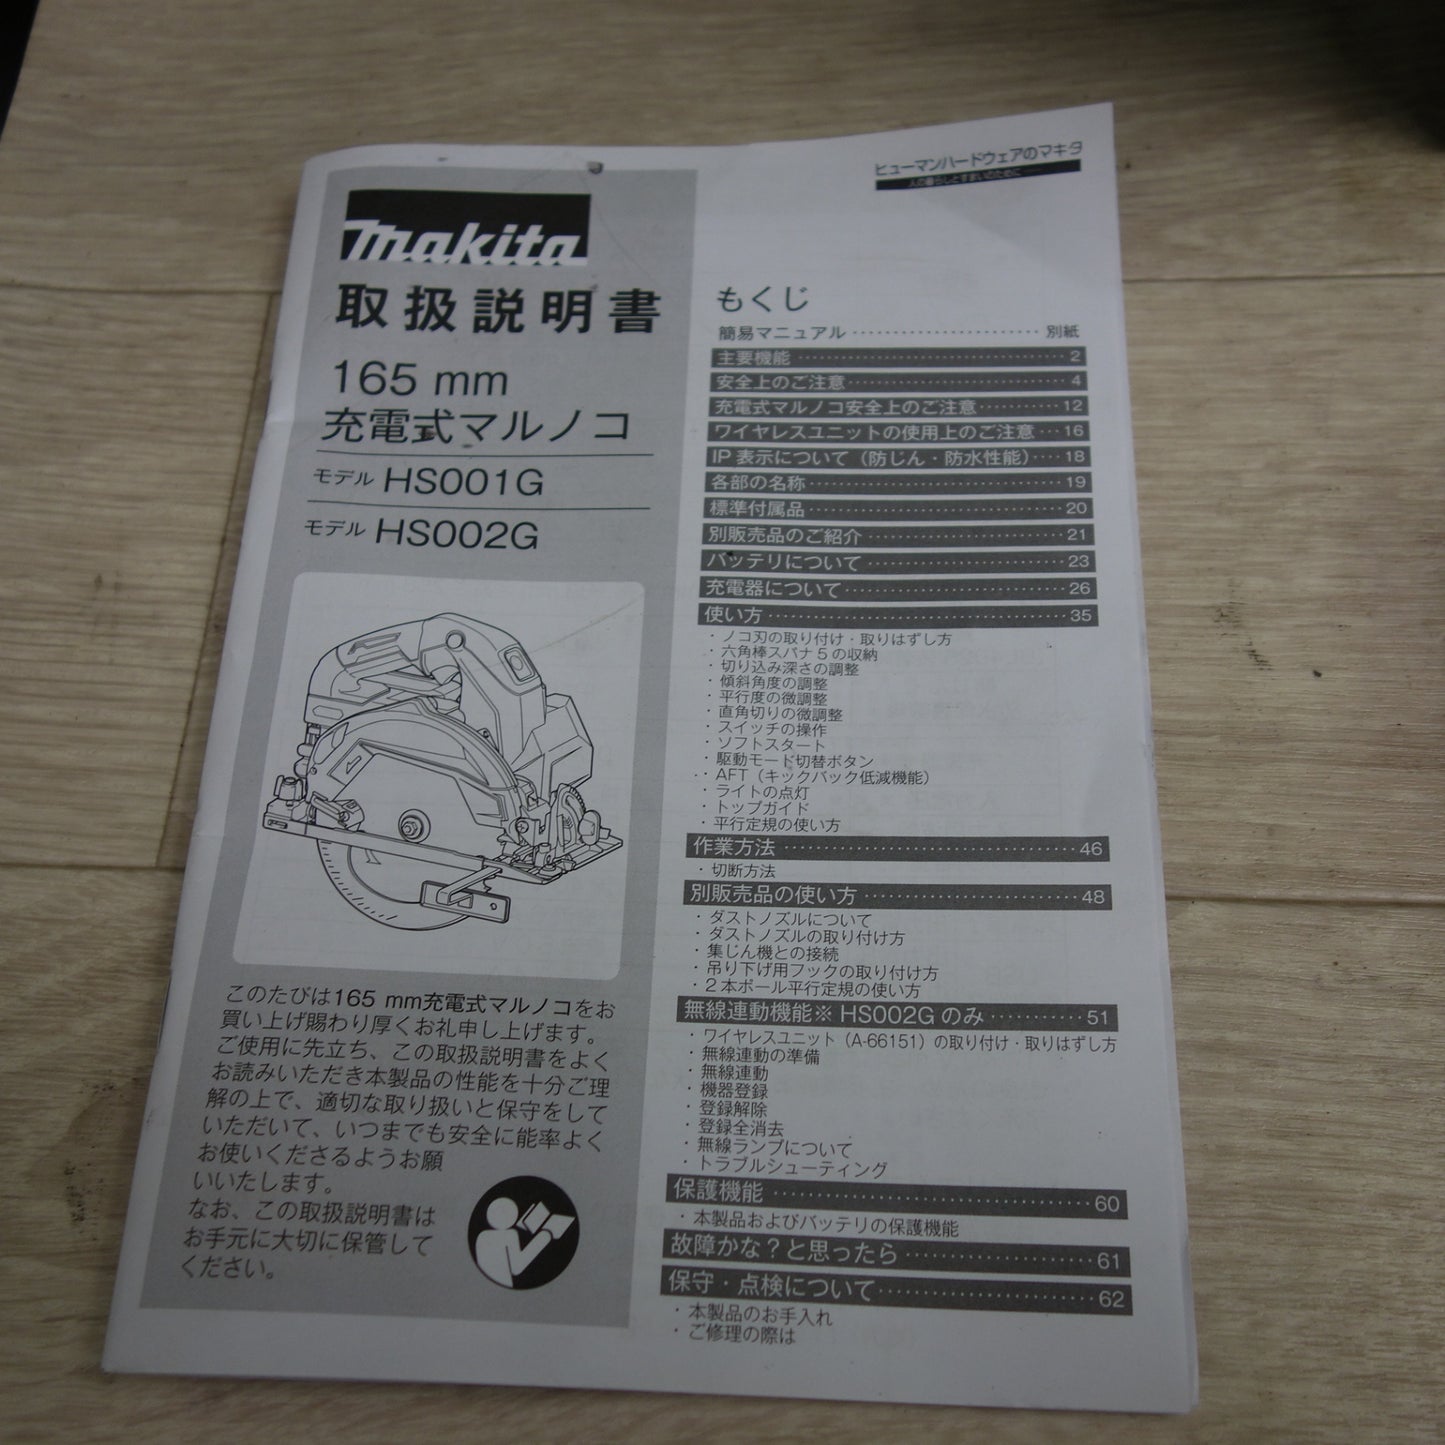 makita
取扱説明書
165 mm
充電式マルノコ
モデル HS001G
モデル HS002G
このたびは165 mm充電式マルノコをお
買い上げ賜わり厚くお礼申し上げます。
ご使用に先立ち、この取扱説明書をよく
お読みいただき本製品の性能を十分ご理
解の上で、適切な取り扱いと保守をして
いただいて、いつまでも安全に能率よく
お使いくださるようお願
いいたします。
なお、この取扱説明書は
お手元に大切に保管して
ください。
ヒューマンハードウェアのマキタ
人の暮らしとすまいのために ……
もくじ
簡易マニュアル ･････････････････････ 別紙
主要機能 ･････････････････････････ 2
安全上のご注意 ･････････････････････ 4
充電式マルノコ安全上のご注意 ･･･････････ 12
ワイヤレスユニットの使用上のご注意 ･･･ 16
IP 表示について（防じん・防水性能） ････ 18
各部の名称 ･････････････････････････ 19
標準付属品 ･････････････････････････ 20
別販売品のご紹介 ･･･････････････････ 21
バッテリについて ･･･････････････････ 23
充電器について ･････････････････････ 26
使い方 ･････････････････････････････ 35
・ノコ刃の取り付け・取りはずし方
・六角棒スパナ 5 の収納
・切り込み深さの調整
・傾斜角度の調整
・平行度の微調整
・直角切りの微調整
・スイッチの操作
・ソフトスタート
・駆動モード切替ボタン
・AFT（キックバック低減機能）
・ライトの点灯
・トップガイド
・平行定規の使い方
作業方法 ･････････････････････････ 46
・切断方法
別販売品の使い方 ･･･････････････････ 48
・ダストノズルについて
・ダストノズルの取り付け方
・集じん機との接続
・吊り下げ用フックの取り付け方
・2 本ポール平行定規の使い方
無線連動機能※ HS002G のみ ･･･････････ 51
・ワイヤレスユニット（A-66151）の取り付け・取りはずし方
・無線連動の準備
・無線連動
・機器登録
・登録解除
・登録全消去
・無線ランプについて
・トラブルシューティング
保護機能 ･････････････････････････ 60
・本製品およびバッテリの保護機能
故障かな？と思ったら ･････････････････ 61
保守・点検について ･･･････････････････ 62
・本製品のお手入れ
・ご修理の際は